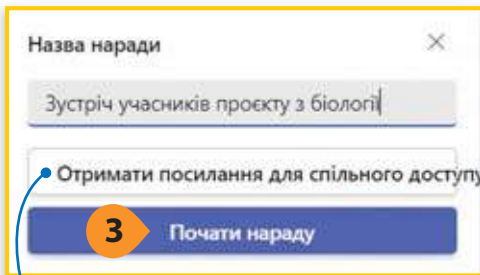 Назва наради
Зустріч учасників проєкту з біології
Отримати посилання для спільного доступу
3 Почати нараду